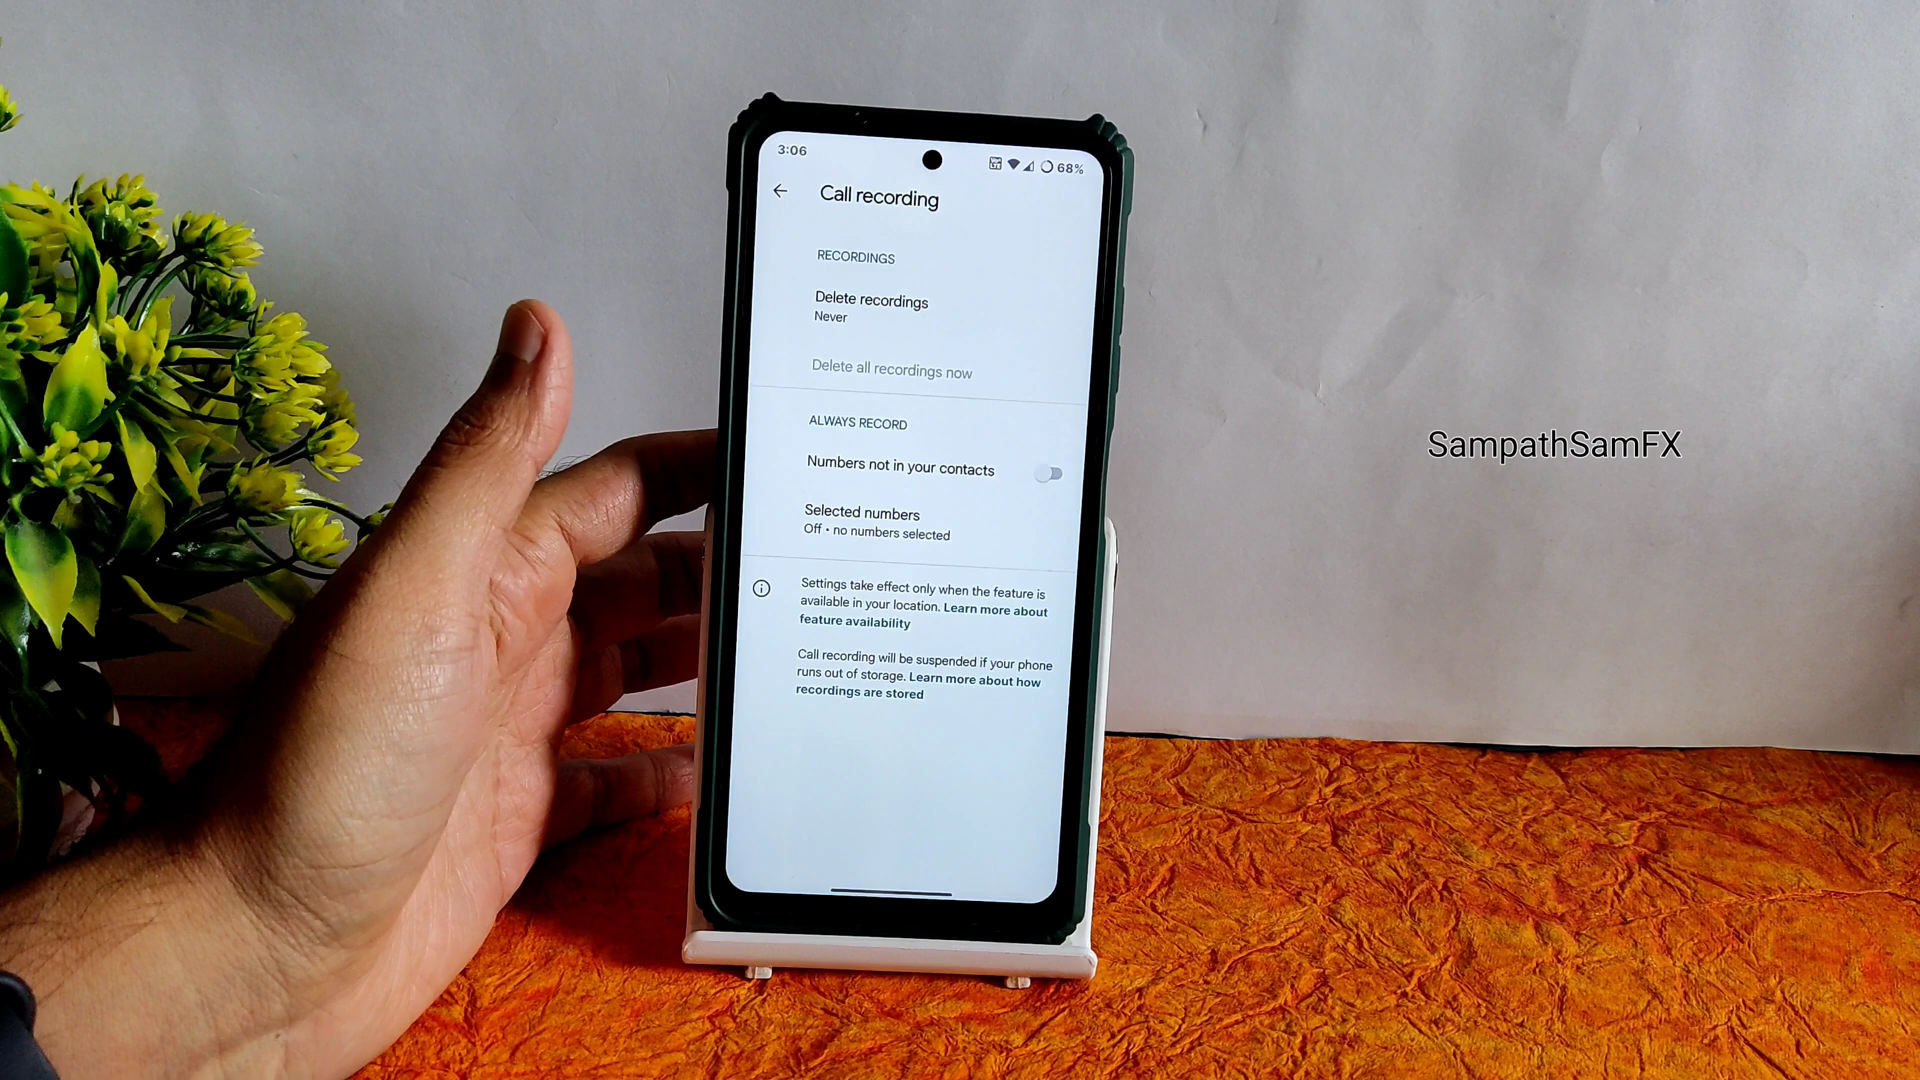 3:06
68%
Call recording
RECORDINGS
Delete recordings
Never
Delete all recordings now
ALWAYS RECORD
Numbers not in your contacts
Selected numbers
Off • no numbers selected
Settings take effect only when the feature is
available in your location. Learn more about
feature availability
Call recording will be suspended if your phone
runs out of storage. Learn more about how
recordings are stored
SampathSamFX